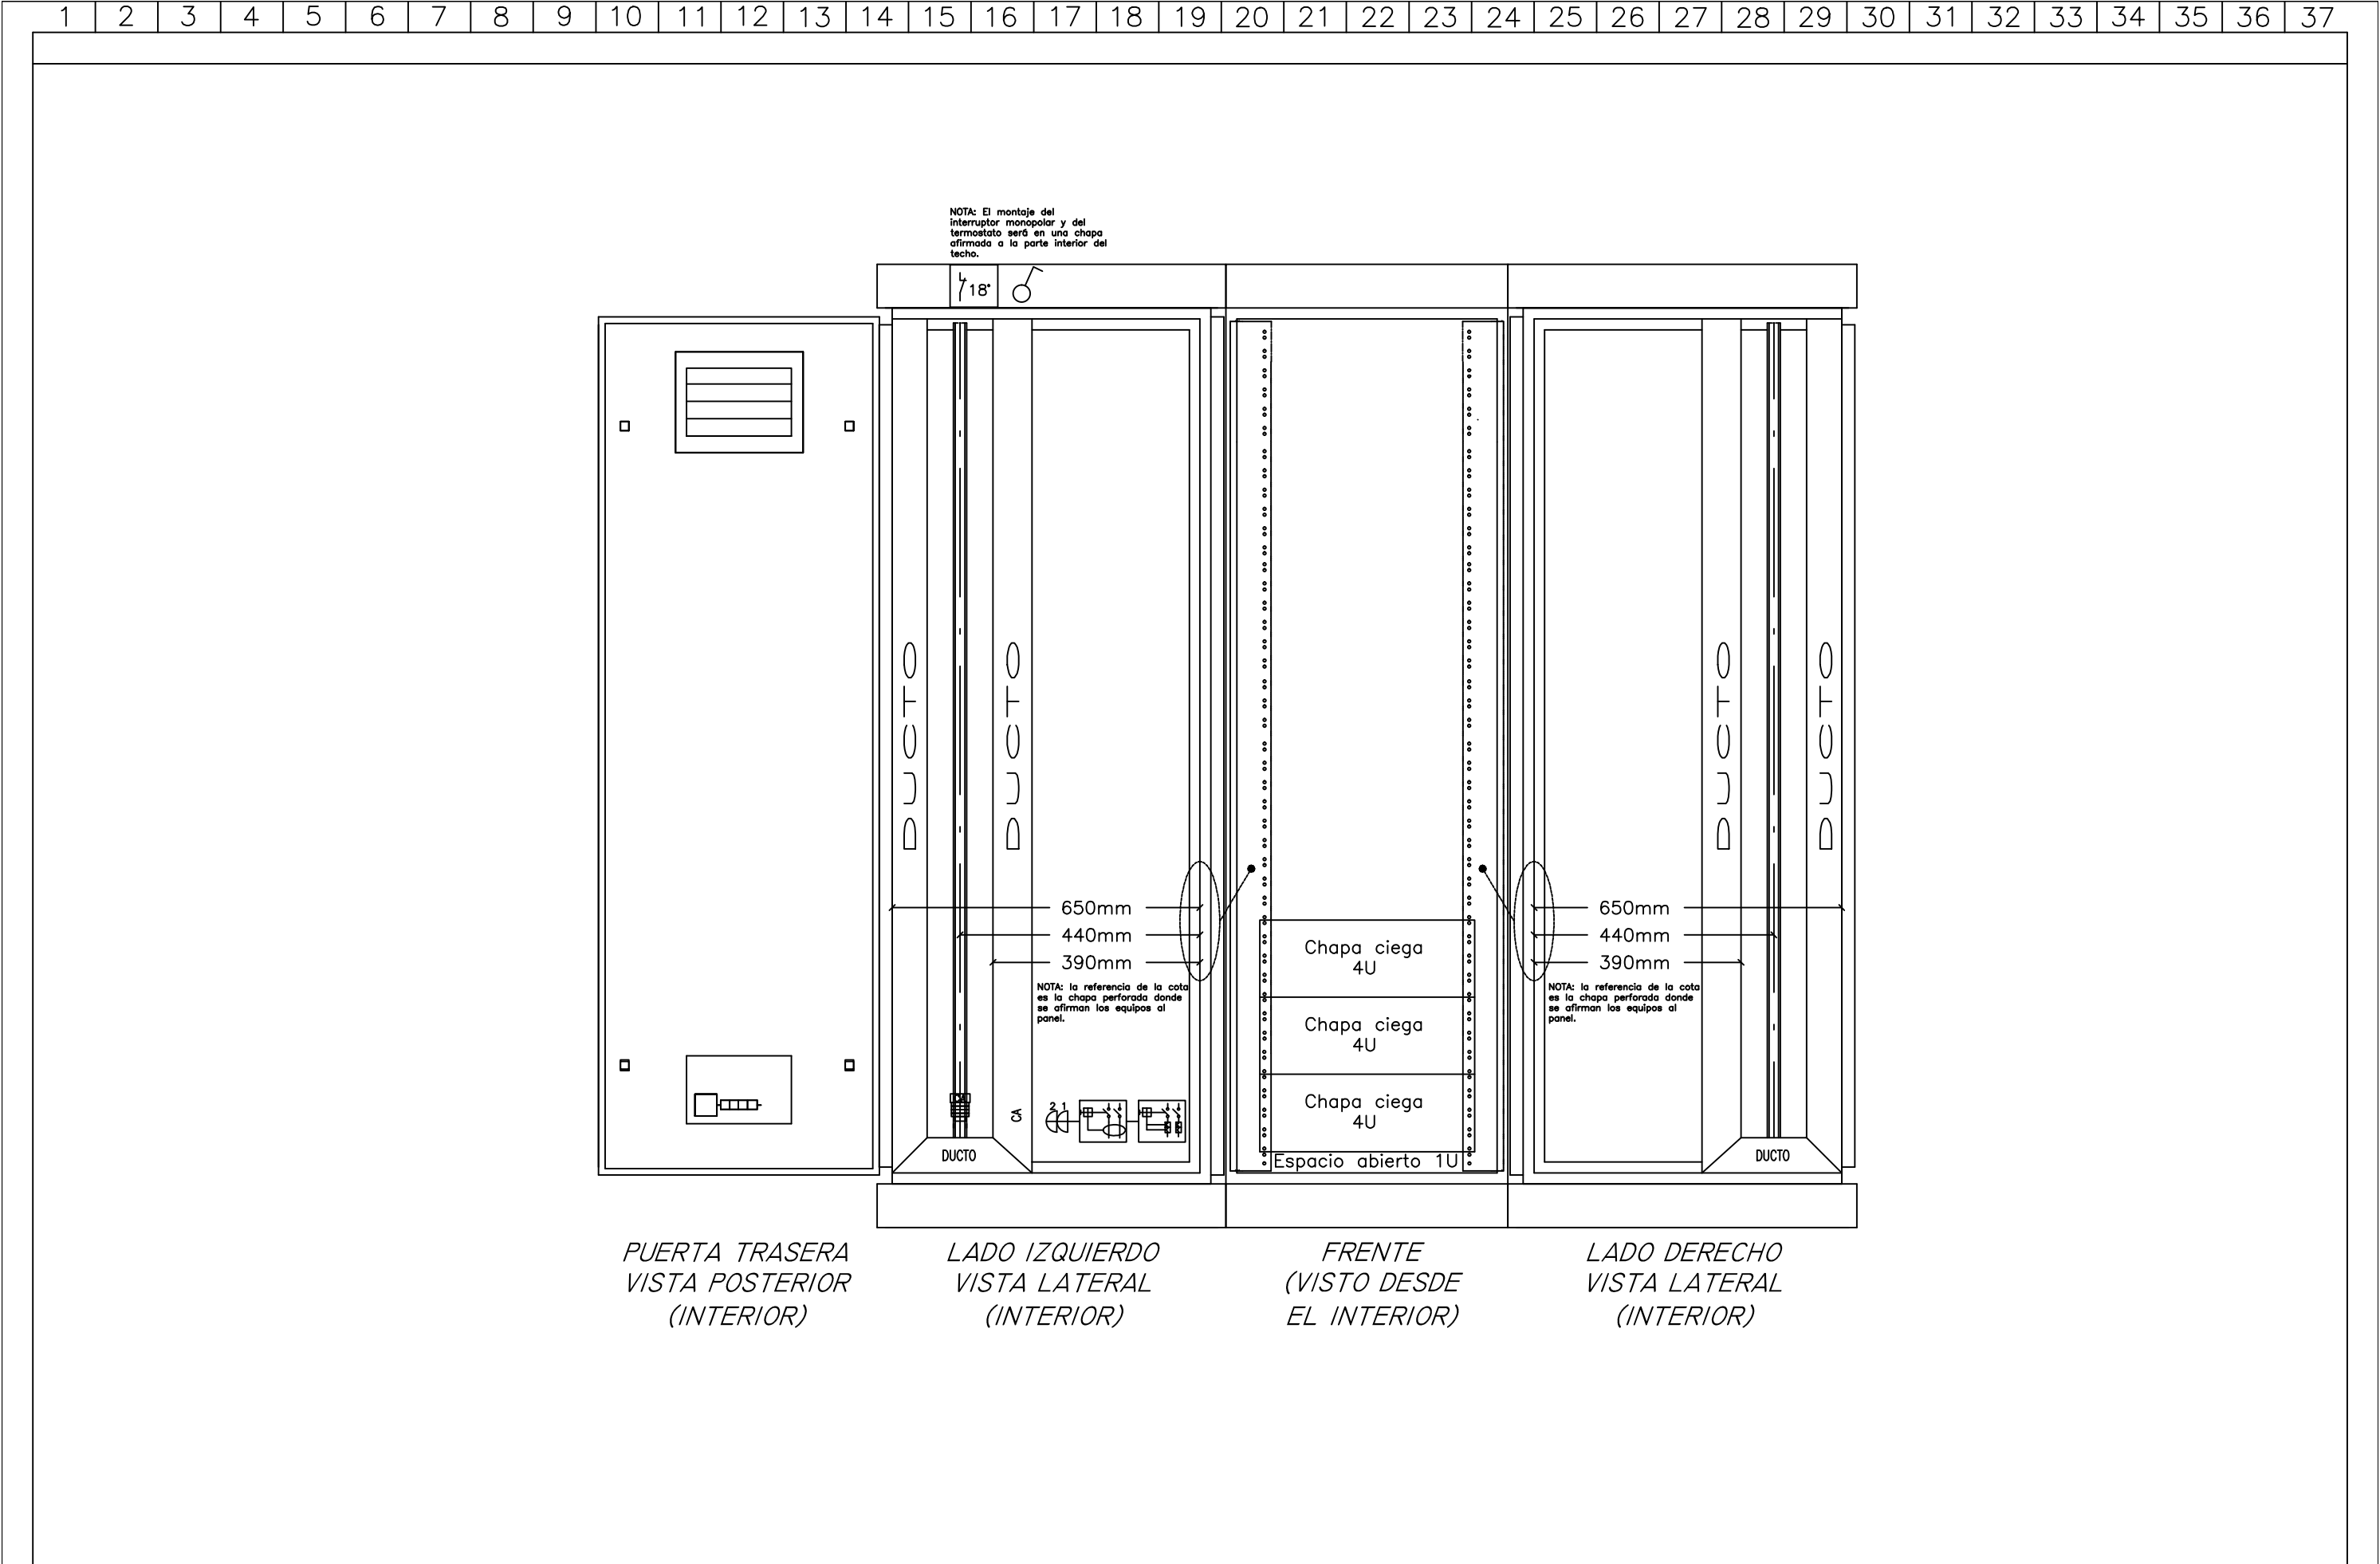 1 2 3 4 5 6 7 8 9 10 11 12 13 14 15 16 17 18 19 20 21 22 23 24 25 26 27 28 29 30 31 32 33 34 35 36 37
NOTA: El montaje del
interruptor monopolar y del
termostato será en una chapa
afirmada a la parte interior del
techo.
18°
DUCTO
DUCTO
DUCTO
DUCTO
650mm
440mm
390mm
NOTA: la referencia de la cota
es la chapa perforada donde
se afirman los equipos al
panel.
CA
2 1
DUCTO
Chapa ciega
4U
Chapa ciega
4U
Chapa ciega
4U
Espacio abierto 1U
650mm
440mm
390mm
NOTA: la referencia de la cota
es la chapa perforada donde
se afirman los equipos al
panel.
DUCTO
PUERTA TRASERA
VISTA POSTERIOR
(INTERIOR)
LADO IZQUIERDO
VISTA LATERAL
(INTERIOR)
FRENTE
(VISTO DESDE
EL INTERIOR)
LADO DERECHO
VISTA LATERAL
(INTERIOR)